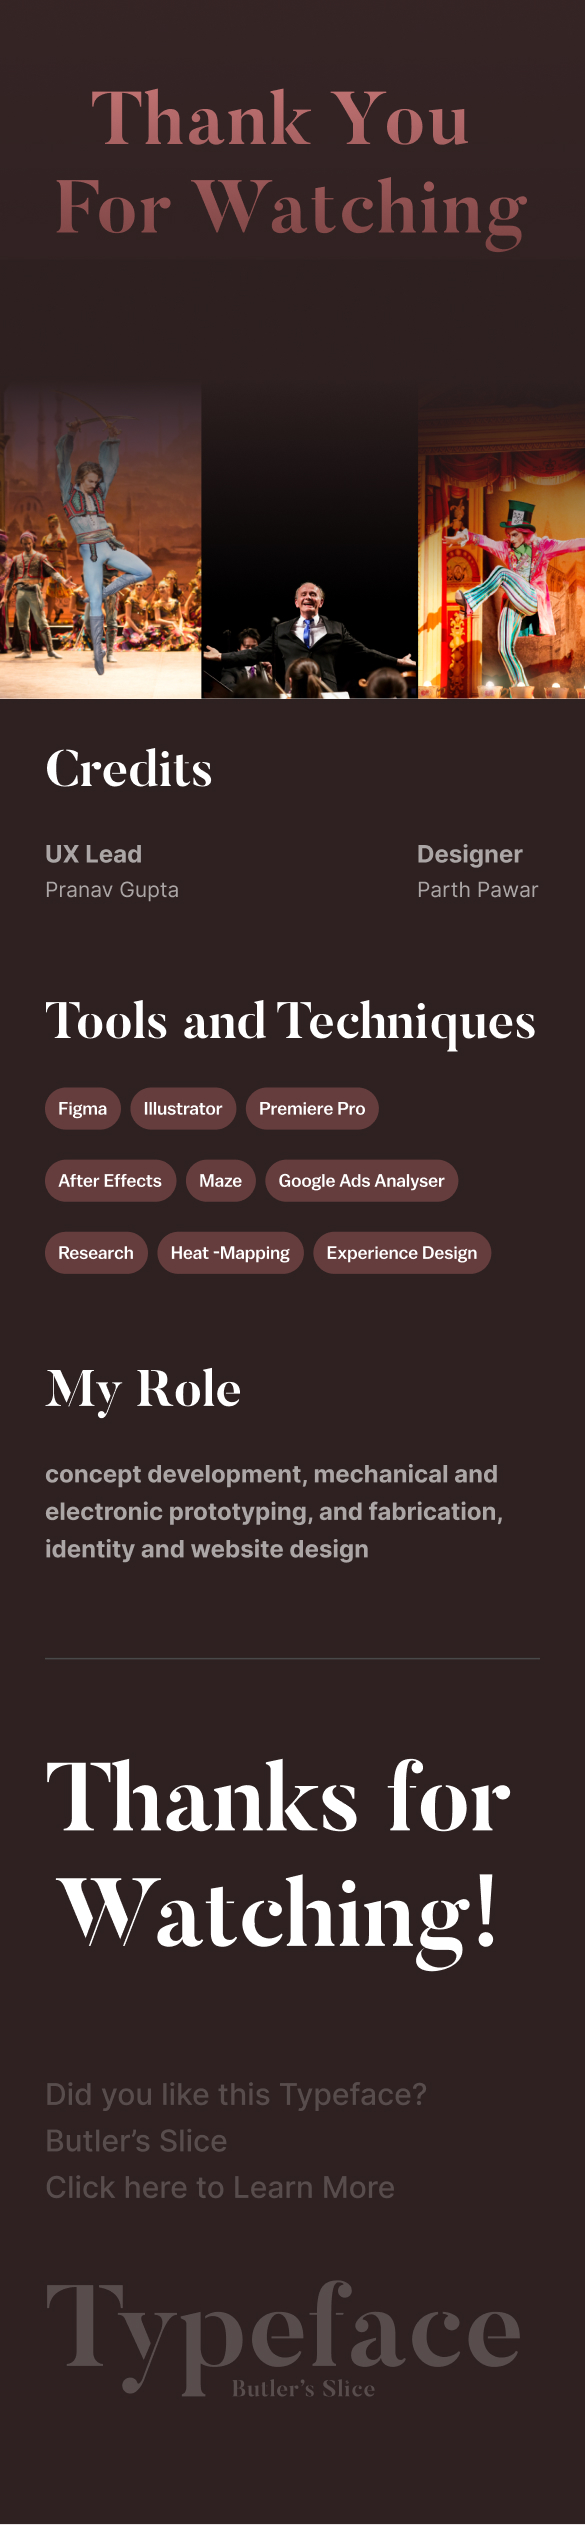 Thank You
For Watching
Credits
UX Lead
Pranav Gupta
Designer
Parth Pawar
Tools and Techniques
Figma
Illustrator
Premiere Pro
After Effects
Maze
Google Ads Analyser
Research
Heat -Mapping
Experience Design
My Role
concept development, mechanical and
electronic prototyping, and fabrication,
identity and website design
Thanks for
Watching!
Did you like this Typeface?
Butler’s Slice
Click here to Learn More
Typeface
Butler’s Slice